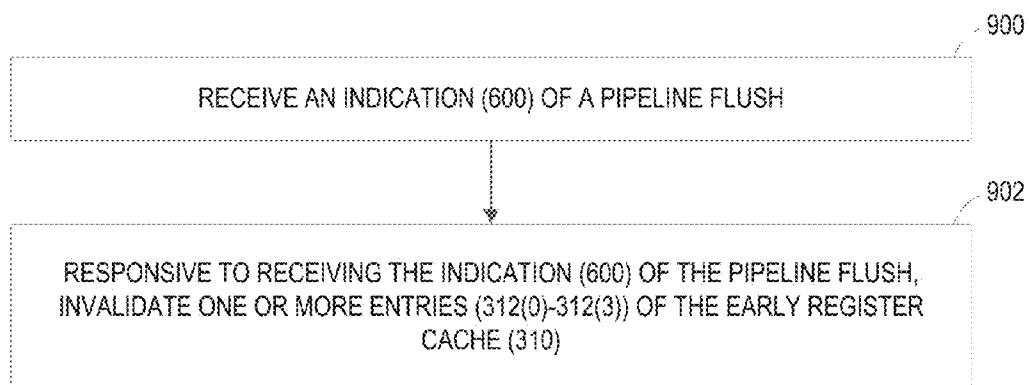 900
RECEIVE AN INDICATION (600) OF A PIPELINE FLUSH
902
RESPONSIVE TO RECEIVING THE INDICATION (600) OF THE PIPELINE FLUSH,
INVALIDATE ONE OR MORE ENTRIES (312(0)-312(3)) OF THE EARLY REGISTER
CACHE (310)